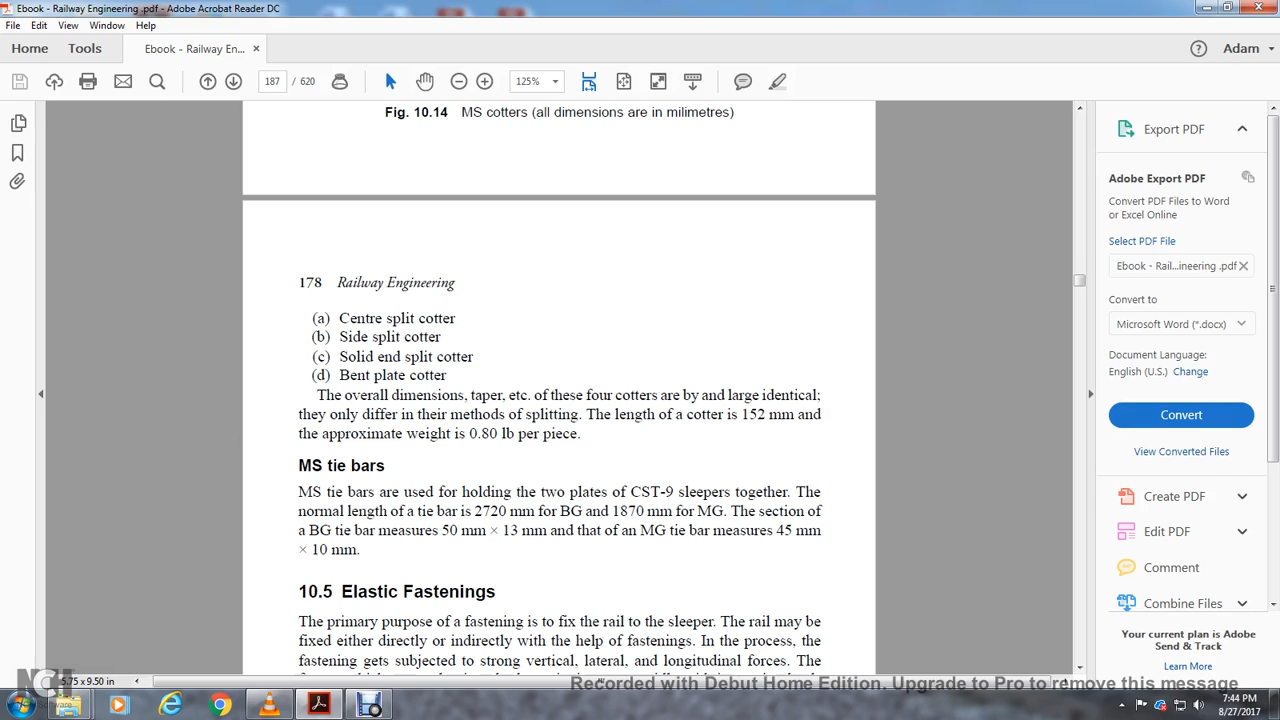 Ebook - Railway Engineering .pdf - Adobe Acrobat Reader DC
File Edit View Window Help
Home Tools Ebook - Railway En... × Adam
187 / 620 125%
Fig. 10.14 MS cotters (all dimensions are in milimetres)
178 Railway Engineering
(a) Centre split cotter
(b) Side split cotter
(c) Solid end split cotter
(d) Bent plate cotter
The overall dimensions, taper, etc. of these four cotters are by and large identical;
they only differ in their methods of splitting. The length of a cotter is 152 mm and
the approximate weight is 0.80 lb per piece.
MS tie bars
MS tie bars are used for holding the two plates of CST-9 sleepers together. The
normal length of a tie bar is 2720 mm for BG and 1870 mm for MG. The section of
a BG tie bar measures 50 mm × 13 mm and that of an MG tie bar measures 45 mm
× 10 mm.
10.5 Elastic Fastenings
The primary purpose of a fastening is to fix the rail to the sleeper. The rail may be
fixed either directly or indirectly with the help of fastenings. In the process, the
fastening gets subjected to strong vertical, lateral, and longitudinal forces. The
Export PDF
Adobe Export PDF
Convert PDF Files to Word
or Excel Online
Select PDF File
Ebook - Rail...ineering .pdf ×
Convert to
Microsoft Word (*.docx)
Document Language:
English (U.S.) Change
Convert
View Converted Files
Create PDF
Edit PDF
Comment
Combine Files
Your current plan is Adobe
Send & Track
Learn More
5.75 x 9.50 in
NCH
Recorded with Debut Home Edition. Upgrade to Pro to remove this message
7:44 PM
8/27/2017